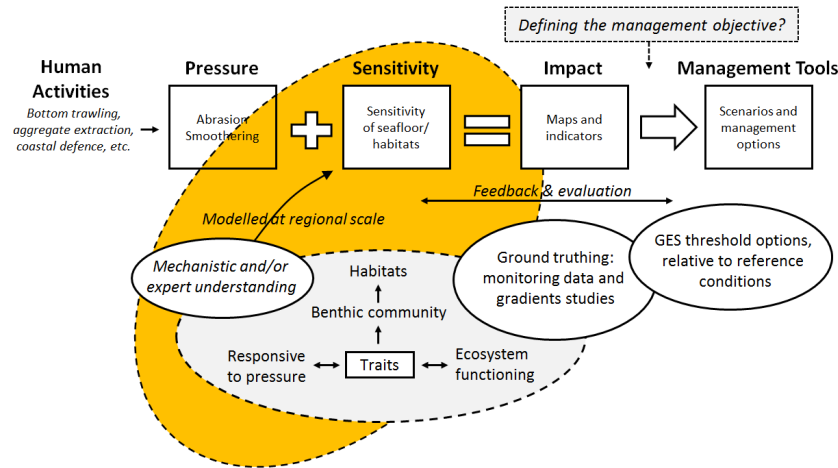 Defining the management objective?
Human
Activities
Bottom trawling,
aggregate extraction,
coastal defence, etc.
Pressure
Abrasion
Smoothering
Sensitivity
Sensitivity
of seafloor/
habitats
Impact
Maps and
indicators
Management Tools
Scenarios and
management
options
Feedback & evaluation
Modelled at regional scale
Mechanistic and/or
expert understanding
Ground truthing:
monitoring data and
gradients studies
GES threshold options,
relative to reference
conditions
Habitats
Benthic community
Responsive
to pressure
Traits
Ecosystem
functioning